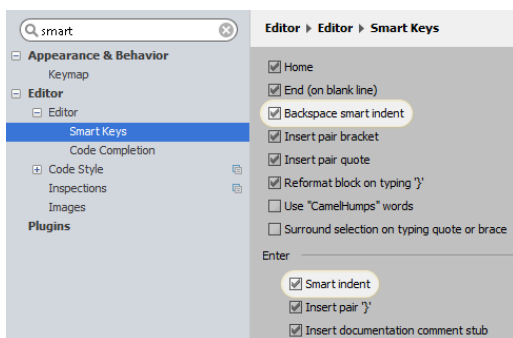 smart
Appearance & Behavior
Keymap
Editor
Editor
Smart Keys
Code Completion
Code Style
Inspections
Images
Plugins
Editor Editor Smart Keys
Home
End (on blank line)
Backspace smart indent
Insert pair bracket
Insert pair quote
Reformat block on typing '}'
Use "CamelHumps" words
Surround selection on typing quote or brace
Enter
Smart indent
Insert pair '}'
Insert documentation comment stub